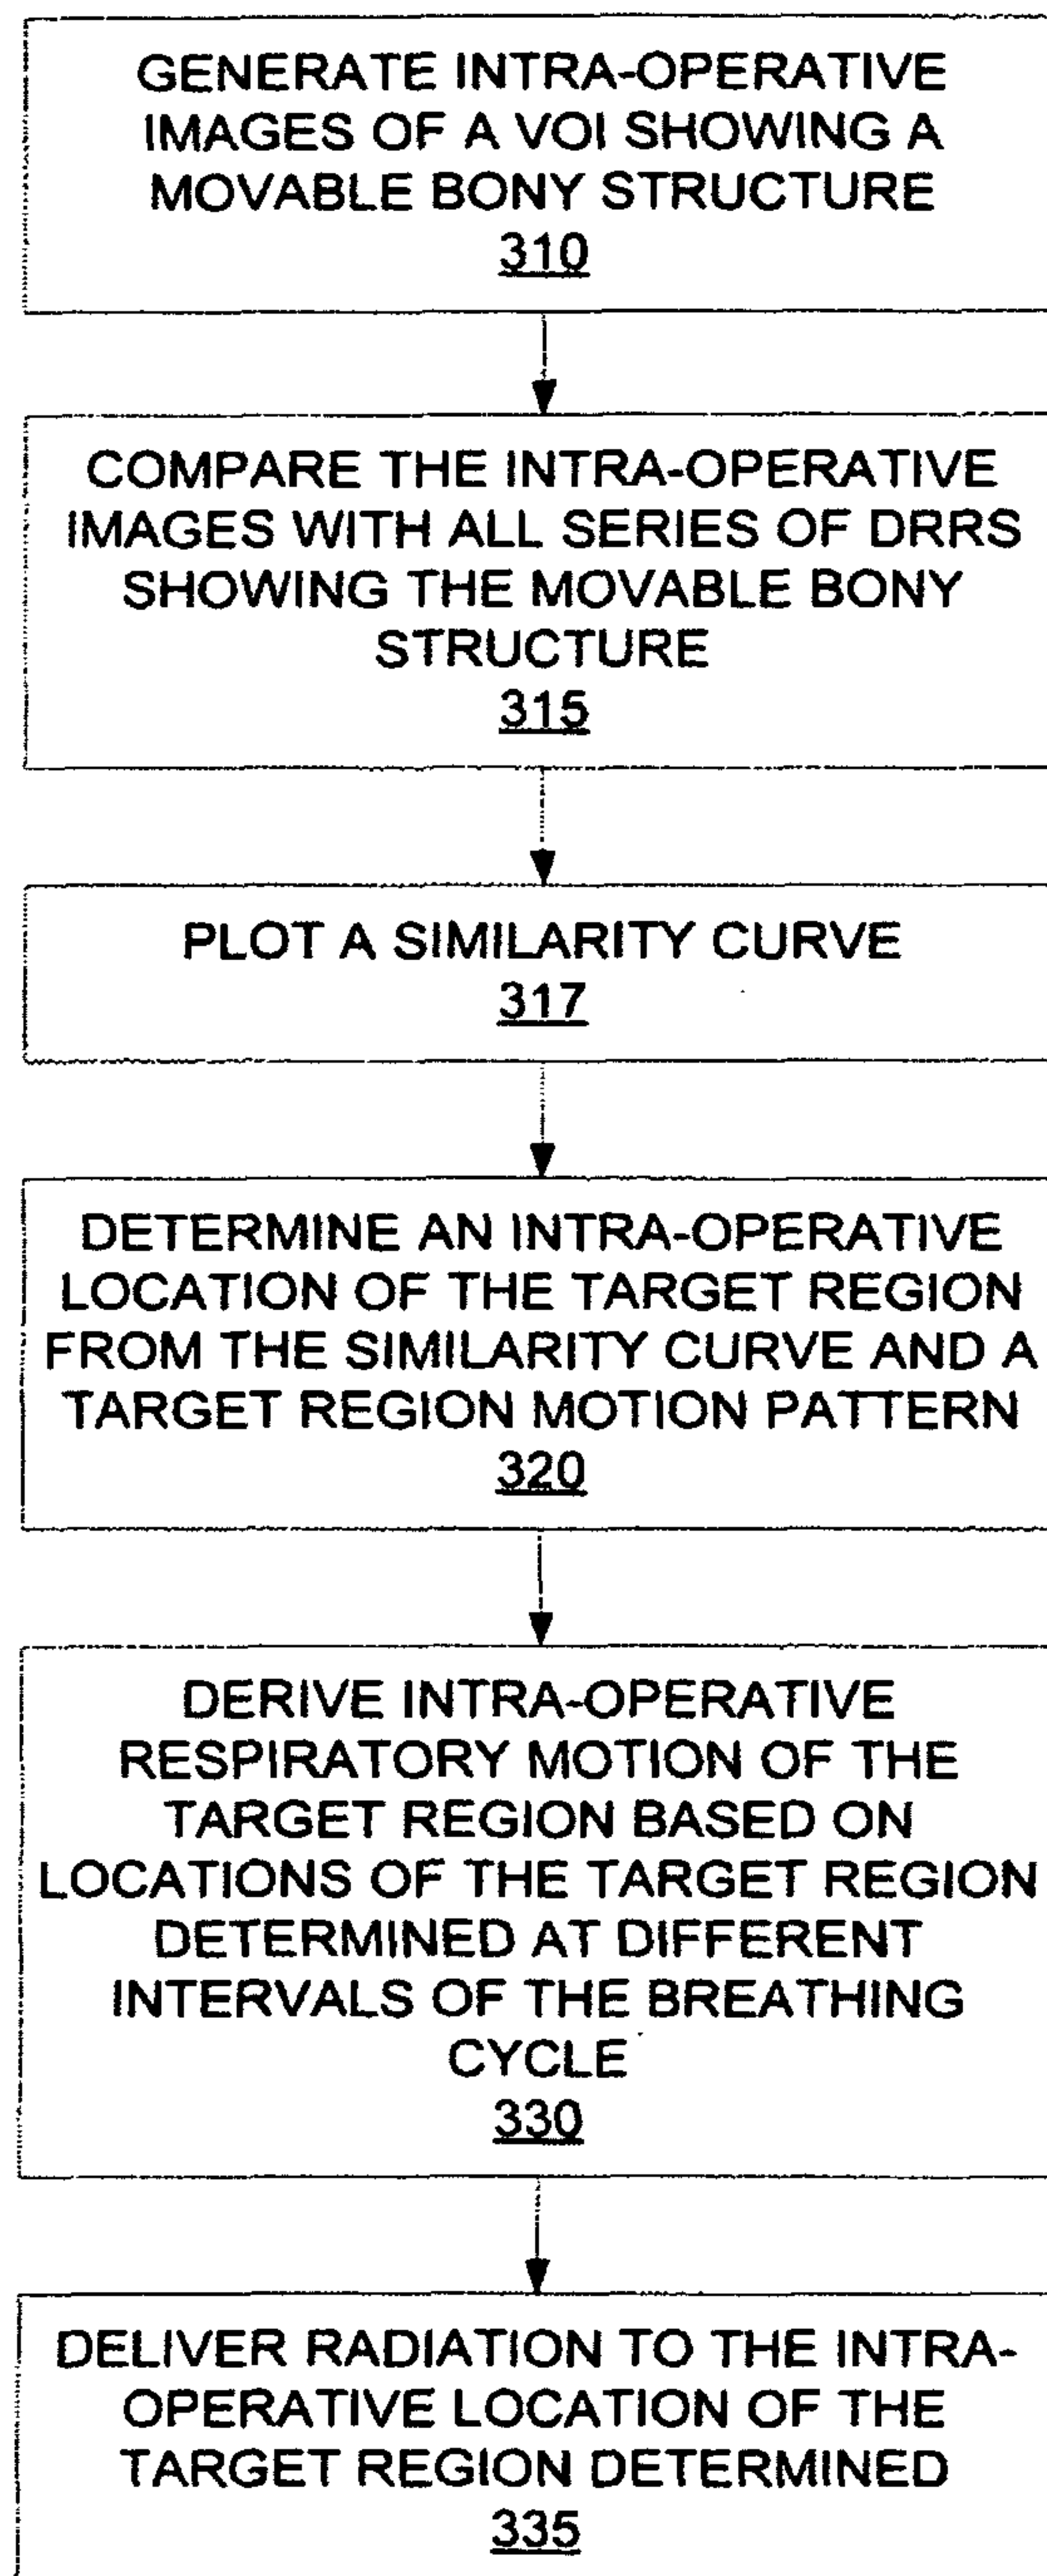 GENERATE INTRA-OPERATIVE
IMAGES OF A VOI SHOWING A
MOVABLE BONY STRUCTURE
310
COMPARE THE INTRA-OPERATIVE
IMAGES WITH ALL SERIES OF DRRS
SHOWING THE MOVABLE BONY
STRUCTURE
315
PLOT A SIMILARITY CURVE
317
DETERMINE AN INTRA-OPERATIVE
LOCATION OF THE TARGET REGION
FROM THE SIMILARITY CURVE AND A
TARGET REGION MOTION PATTERN
320
DERIVE INTRA-OPERATIVE
RESPIRATORY MOTION OF THE
TARGET REGION BASED ON
LOCATIONS OF THE TARGET REGION
DETERMINED AT DIFFERENT
INTERVALS OF THE BREATHING
CYCLE
330
DELIVER RADIATION TO THE INTRA-
OPERATIVE LOCATION OF THE
TARGET REGION DETERMINED
335